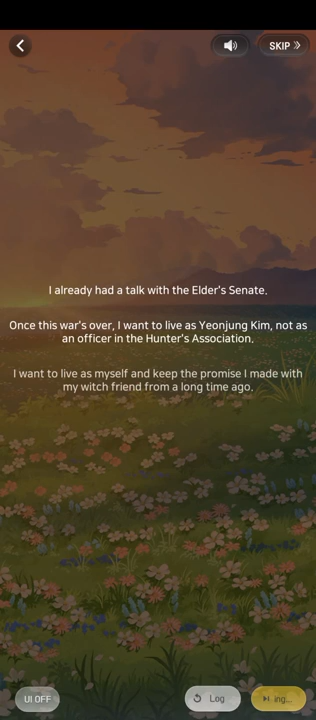 SKIP
I already had a talk with the Elder's Senate.
Once this war's over, I want to live as Yeonjung Kim, not as
an officer in the Hunter's Association.
I want to live as myself and keep the promise I made with
my witch friend from a long time ago.
UI OFF
Log
ing...